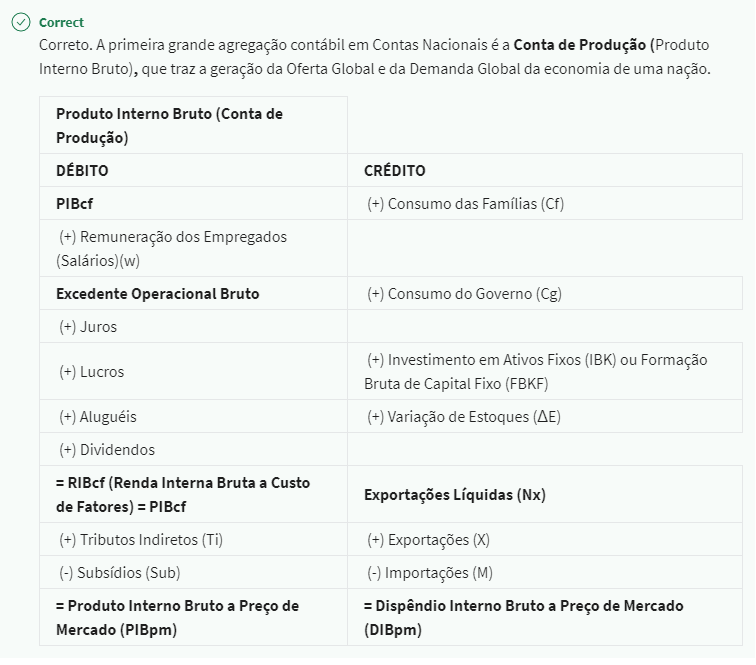 Correct
Correto. A primeira grande agregação contábil em Contas Nacionais é a Conta de Produção (Produto
Interno Bruto), que traz a geração da Oferta Global e da Demanda Global da economia de uma nação.
Produto Interno Bruto (Conta de
Produção)
DÉBITO
CRÉDITO
PIBcf
(+) Consumo das Famílias (Cf)
(+) Remuneração dos Empregados
(Salários)(w)
Excedente Operacional Bruto
(+) Consumo do Governo (Cg)
(+) Juros
(+) Lucros
(+) Investimento em Ativos Fixos (IBK) ou Formação
Bruta de Capital Fixo (FBKF)
(+) Aluguéis
(+) Variação de Estoques (ΔE)
(+) Dividendos
= RIBcf (Renda Interna Bruta a Custo
de Fatores) = PIBcf
Exportações Líquidas (Nx)
(+) Tributos Indiretos (Ti)
(+) Exportações (X)
(-) Subsídios (Sub)
(-) Importações (M)
= Produto Interno Bruto a Preço de
Mercado (PIBpm)
= Dispêndio Interno Bruto a Preço de Mercado
(DIBpm)